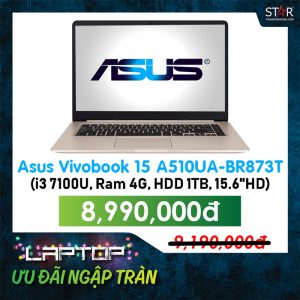 STAR
ASUS
Asus Vivobook 15 A510UA-BR873T
(i3 7100U, Ram 4G, HDD 1TB, 15.6"HD)
8,990,000đ
9,190,000đ
LAPTOP
ƯU ĐÃI NGẬP TRÀN